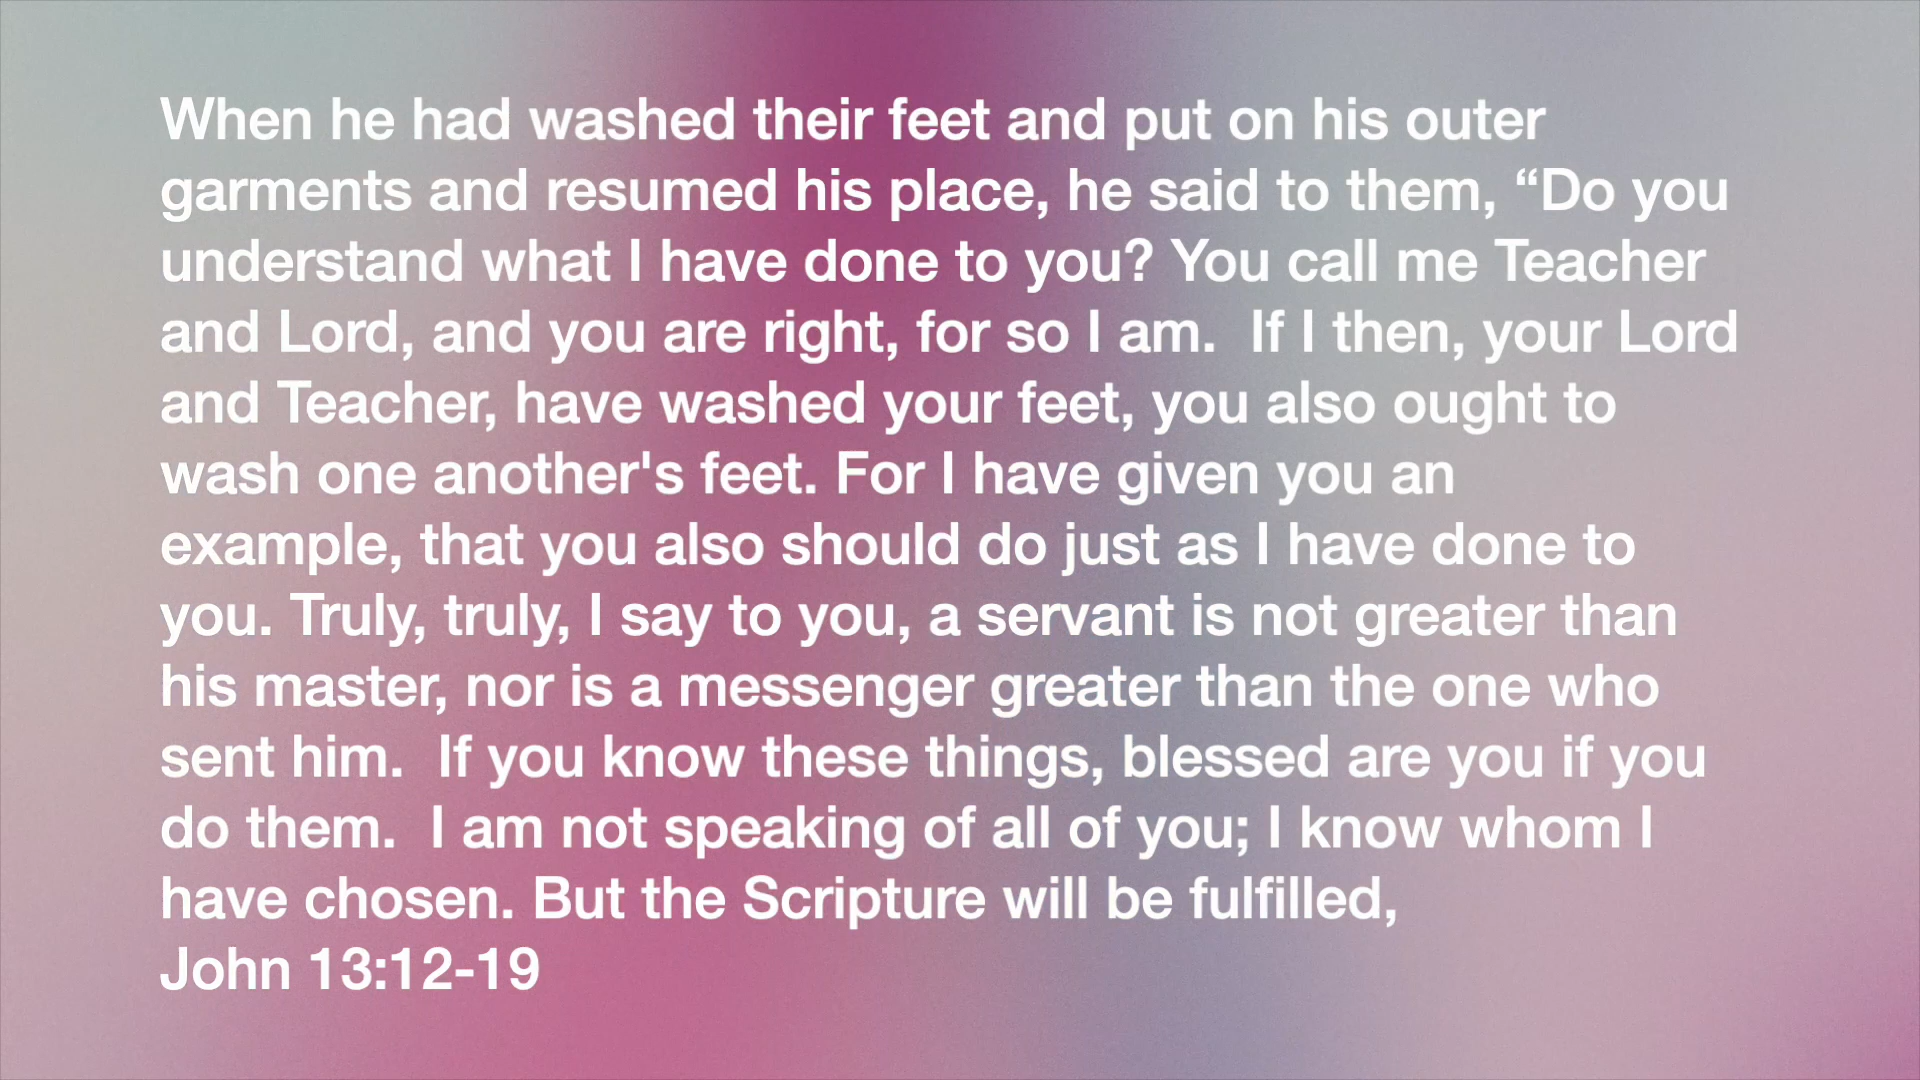 When he had washed their feet and put on his outer
garments and resumed his place, he said to them, “Do you
understand what I have done to you? You call me Teacher
and Lord, and you are right, for so I am.  If I then, your Lord
and Teacher, have washed your feet, you also ought to
wash one another's feet. For I have given you an
example, that you also should do just as I have done to
you. Truly, truly, I say to you, a servant is not greater than
his master, nor is a messenger greater than the one who
sent him.  If you know these things, blessed are you if you
do them.  I am not speaking of all of you; I know whom I
have chosen. But the Scripture will be fulfilled,
John 13:12-19